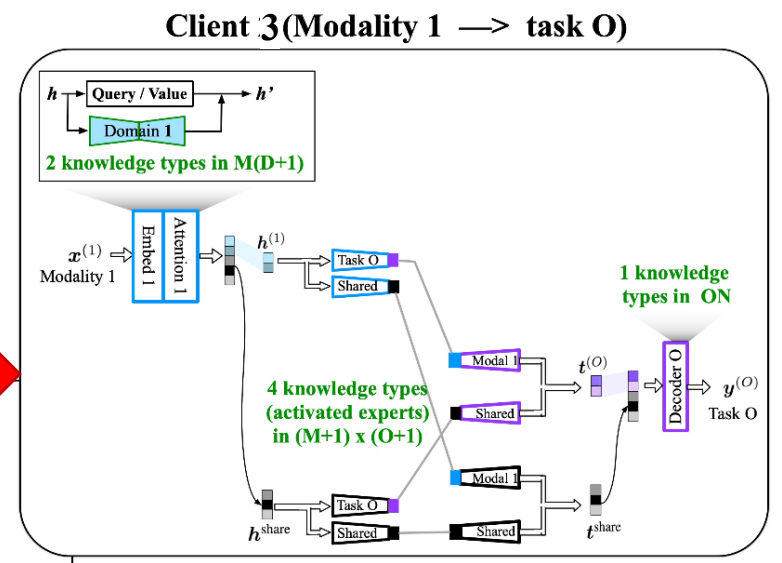 Client 3(Modality 1 —> task O)
h Query / Value h’
Domain 1
2 knowledge types in M(D+1)
x(1)
Modality 1
Embed 1
Attention 1
h(1)
Task O
Shared
1 knowledge
types in ON
4 knowledge types
(activated experts)
in (M+1) x (O+1)
Modal 1
Shared
t(O)
Decoder O
y(O)
Task O
hshare
Task O
Shared
Modal 1
Shared
tshare